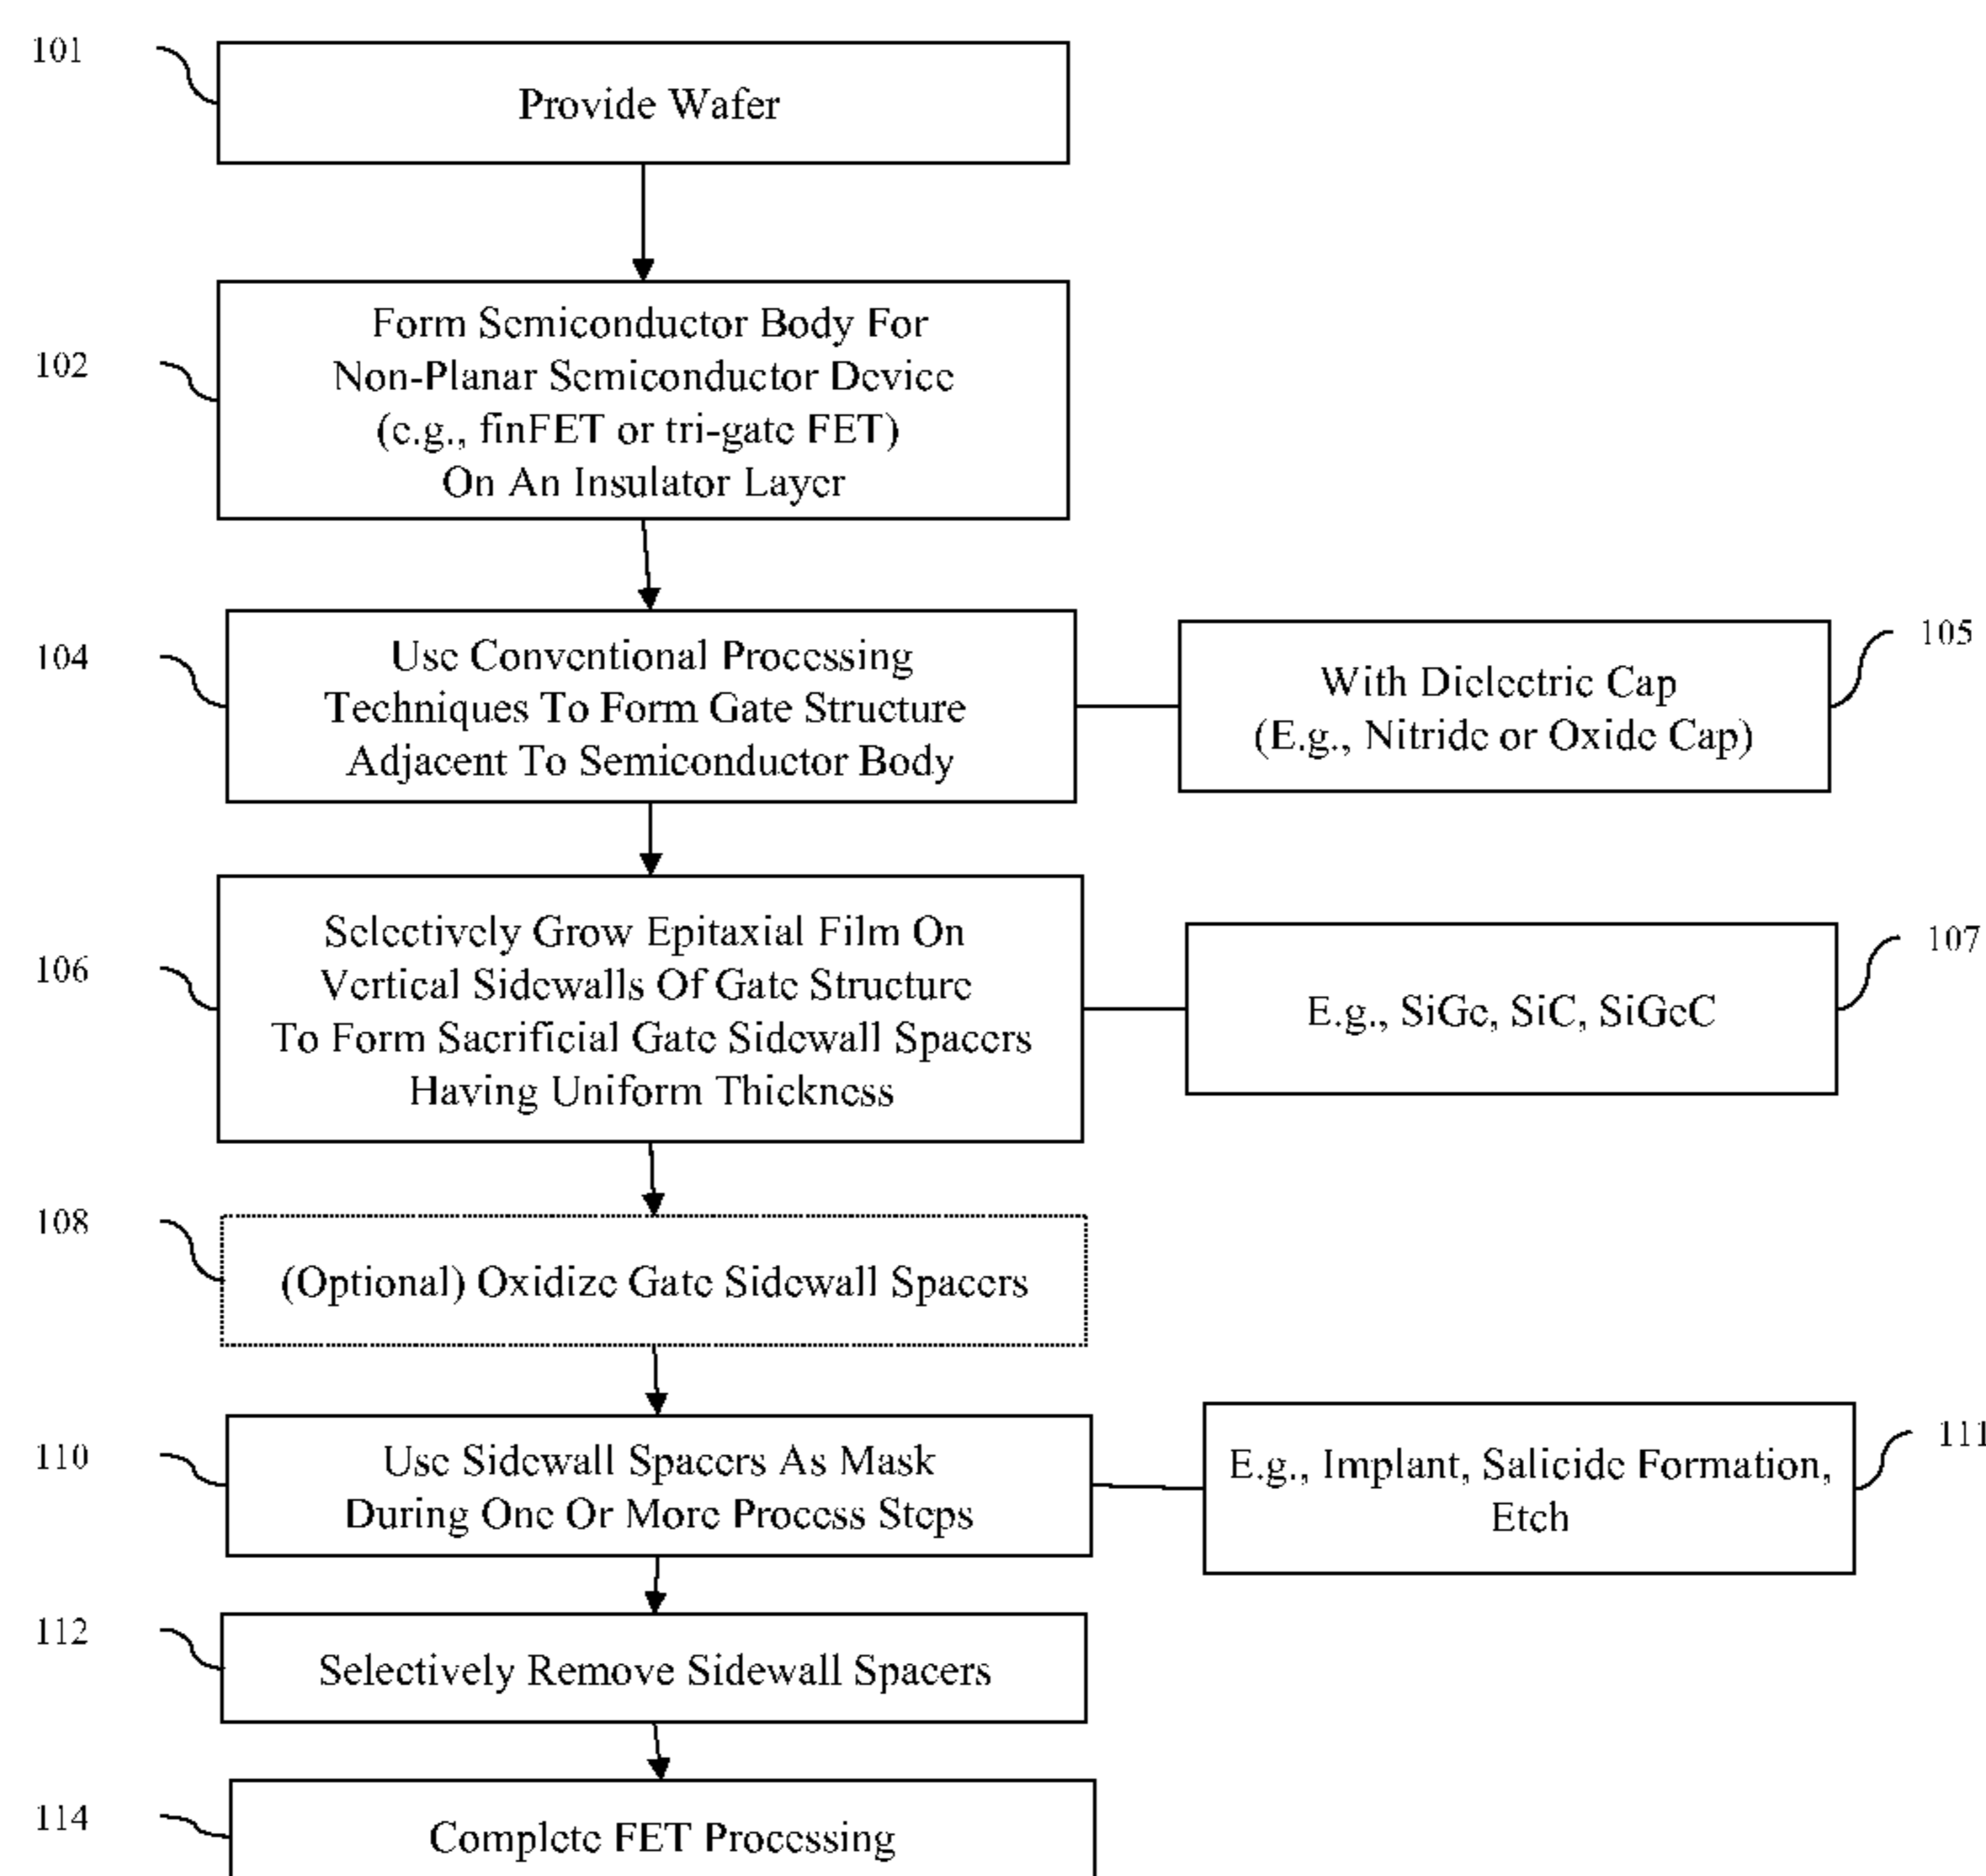 101
Provide Wafer
102
Form Semiconductor Body For
Non-Planar Semiconductor Device
(e.g., finFET or tri-gate FET)
On An Insulator Layer
104
Use Conventional Processing
Techniques To Form Gate Structure
Adjacent To Semiconductor Body
105
With Dielectric Cap
(E.g., Nitride or Oxide Cap)
106
Selectively Grow Epitaxial Film On
Vertical Sidewalls Of Gate Structure
To Form Sacrificial Gate Sidewall Spacers
Having Uniform Thickness
107
E.g., SiGe, SiC, SiGeC
108
(Optional) Oxidize Gate Sidewall Spacers
110
Use Sidewall Spacers As Mask
During One Or More Process Steps
111
E.g., Implant, Salicide Formation,
Etch
112
Selectively Remove Sidewall Spacers
114
Complete FET Processing